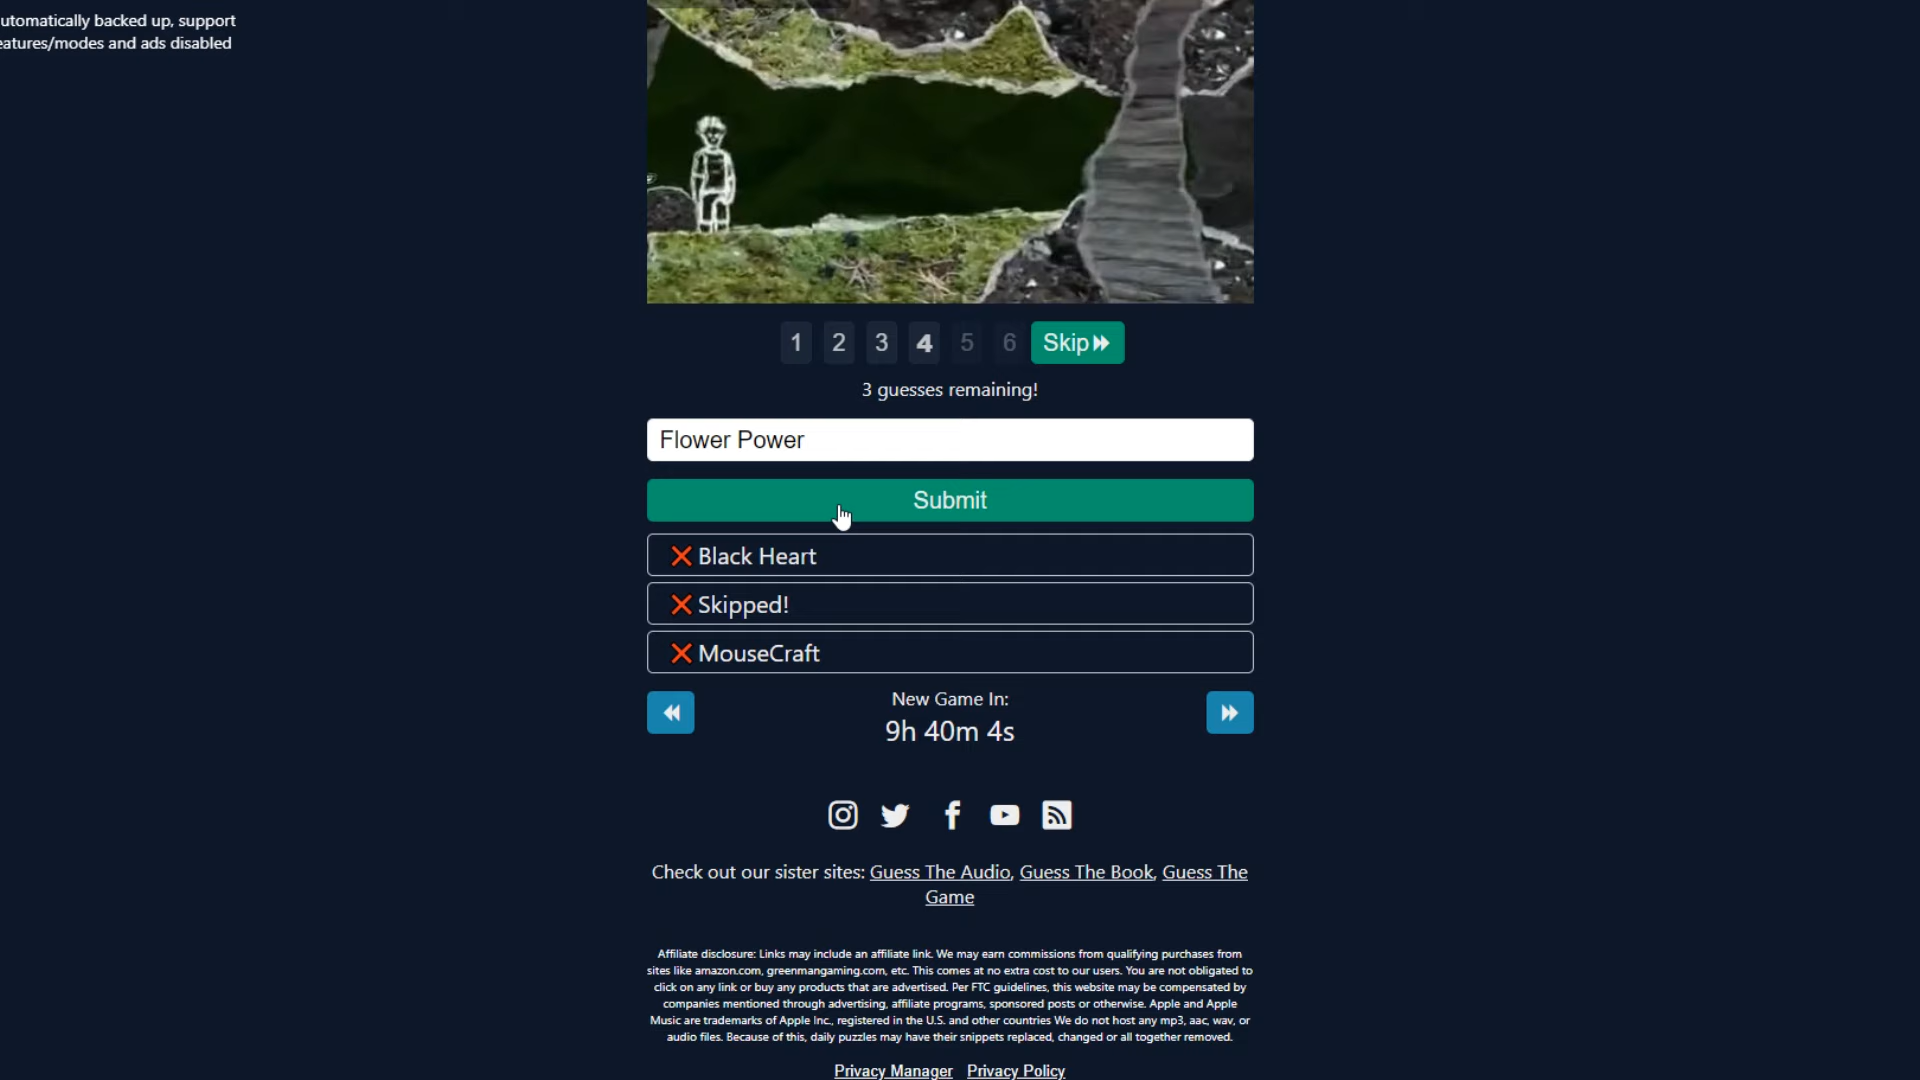 utomatically backed up, support
eatures/modes and ads disabled
1 2 3 4 5 6 Skip
3 guesses remaining!
Flower Power
Submit
❌ Black Heart
❌ Skipped!
❌ MouseCraft
New Game In:
9h 40m 4s
Check out our sister sites: Guess The Audio, Guess The Book, Guess The
Game
Affiliate disclosure: Links may include an affiliate link. We may earn commissions from qualifying purchases from
sites like amazon.com, greenmangaming.com, etc. This comes at no extra cost to our users. You are not obligated to
click on any link or buy any products that are advertised. Per FTC guidelines, this website may be compensated by
companies mentioned through advertising, affiliate programs, sponsored posts or otherwise. Apple and Apple
Music are trademarks of Apple Inc., registered in the U.S. and other countries We do not host any mp3, aac, wav, or
audio files. Because of this, daily puzzles may have their snippets replaced, changed or all together removed.
Privacy Manager Privacy Policy